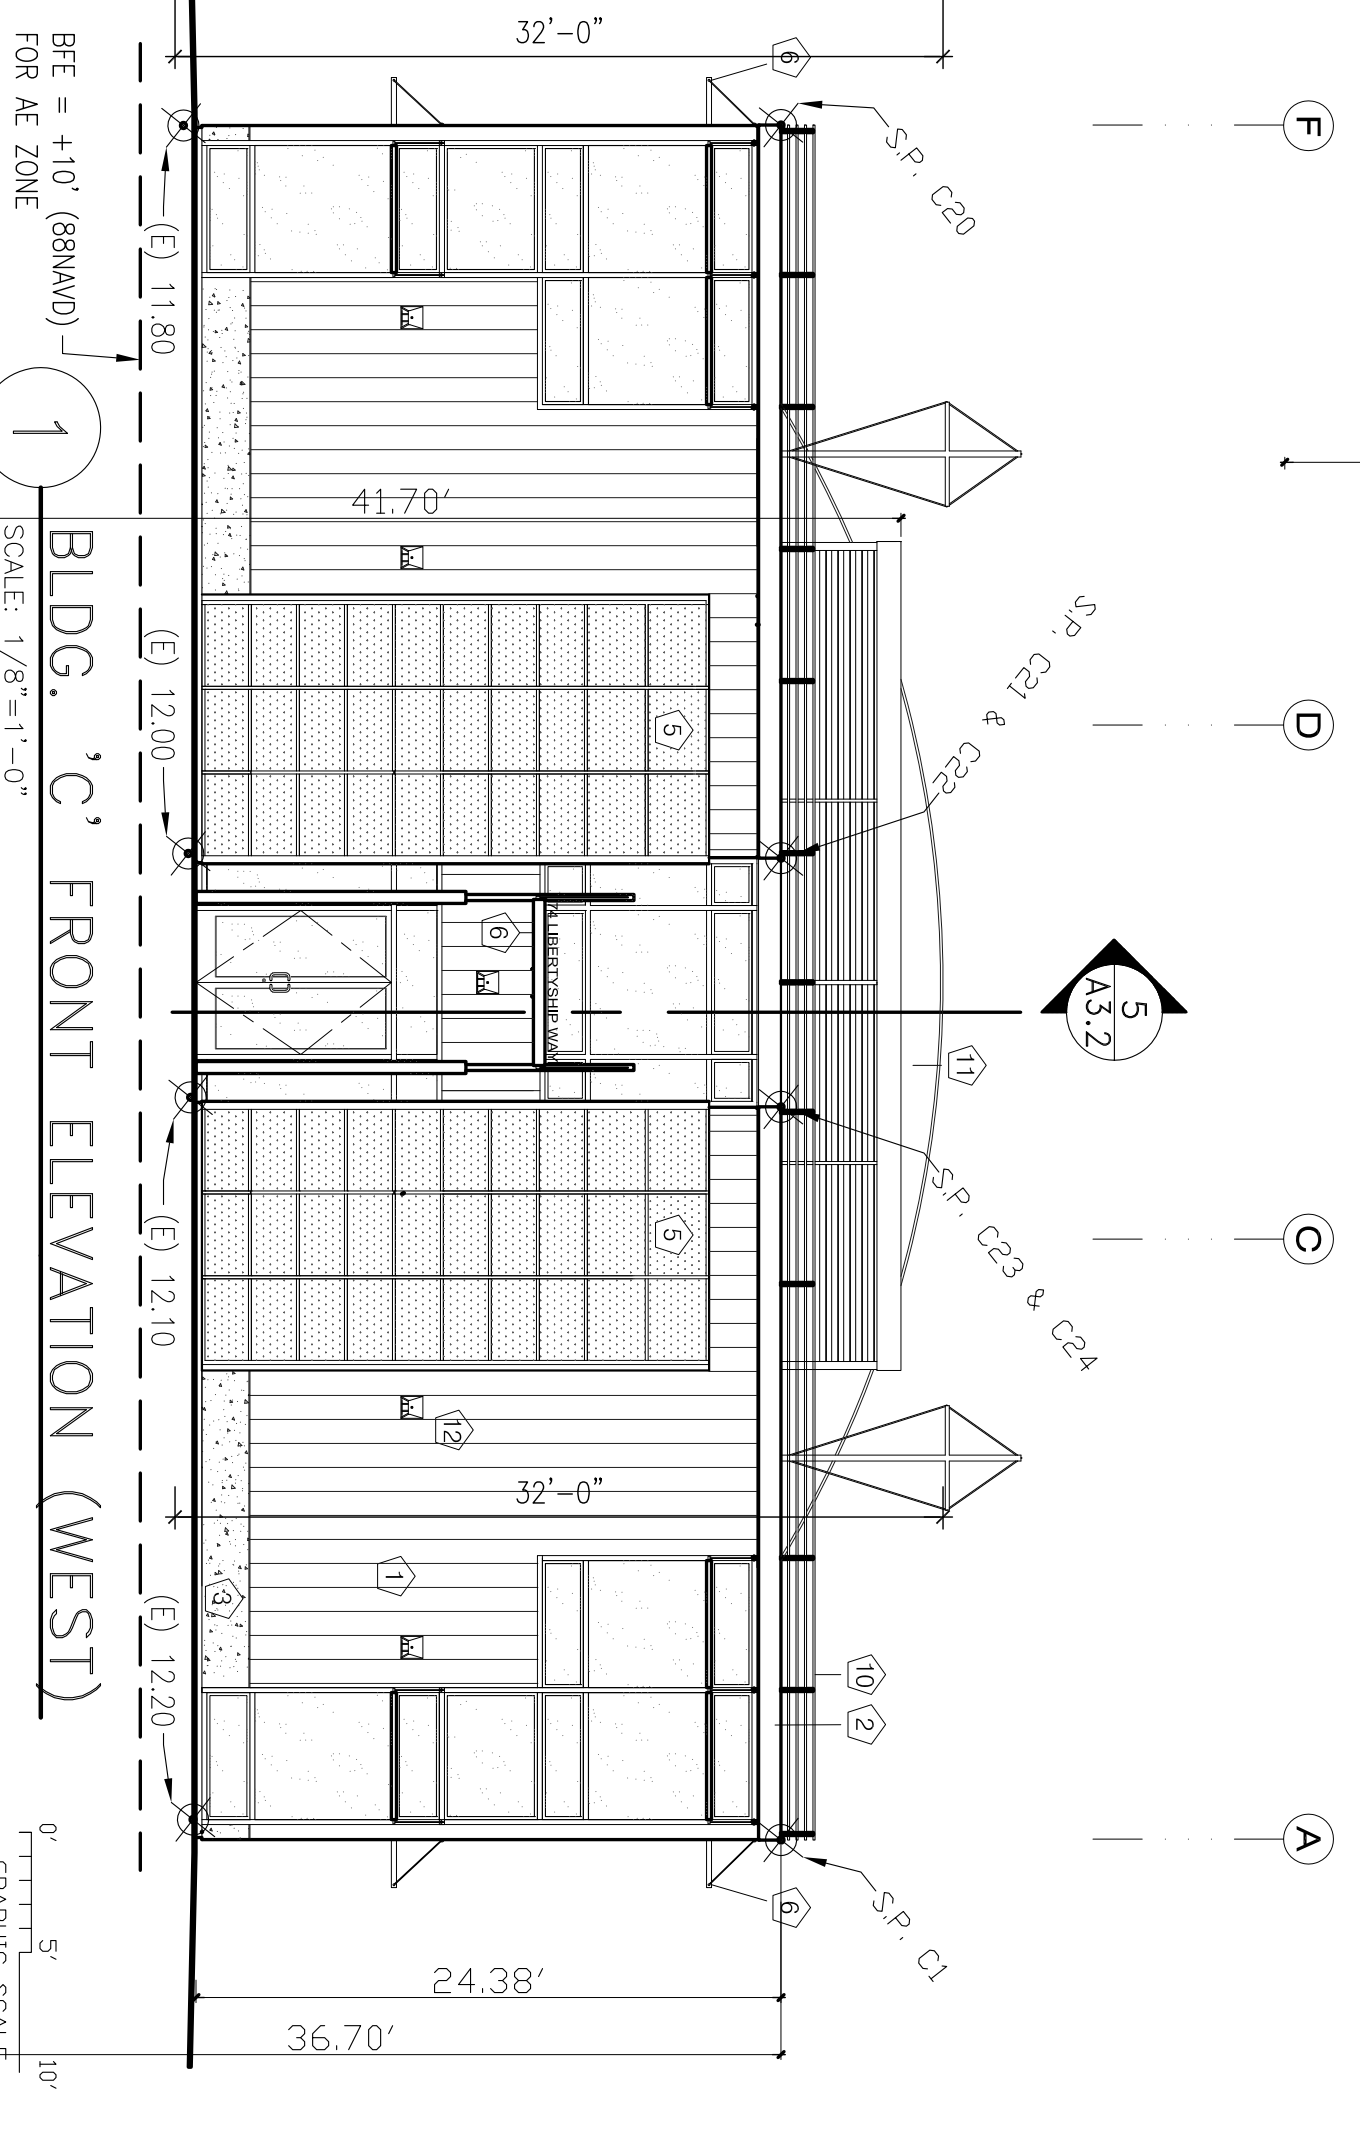 F
D
C
A
32'-0"
6
S.P. C20
S.P. C21 & C22
5
A3.2
11
S.P. C23 & C24
10
2
S.P. C1
6
41.70'
5
6
74 LIBERTYSHIP WAY
5
12
32'-0"
1
3
24.38'
36.70'
(E) 11.80
(E) 12.00
(E) 12.10
(E) 12.20
BFE = +10' (88NAVD)
FOR AE ZONE
1
BLDG. 'C' FRONT ELEVATION (WEST)
SCALE: 1/8"=1'-0"
0' 5' 10'
GRAPHIC SCALE